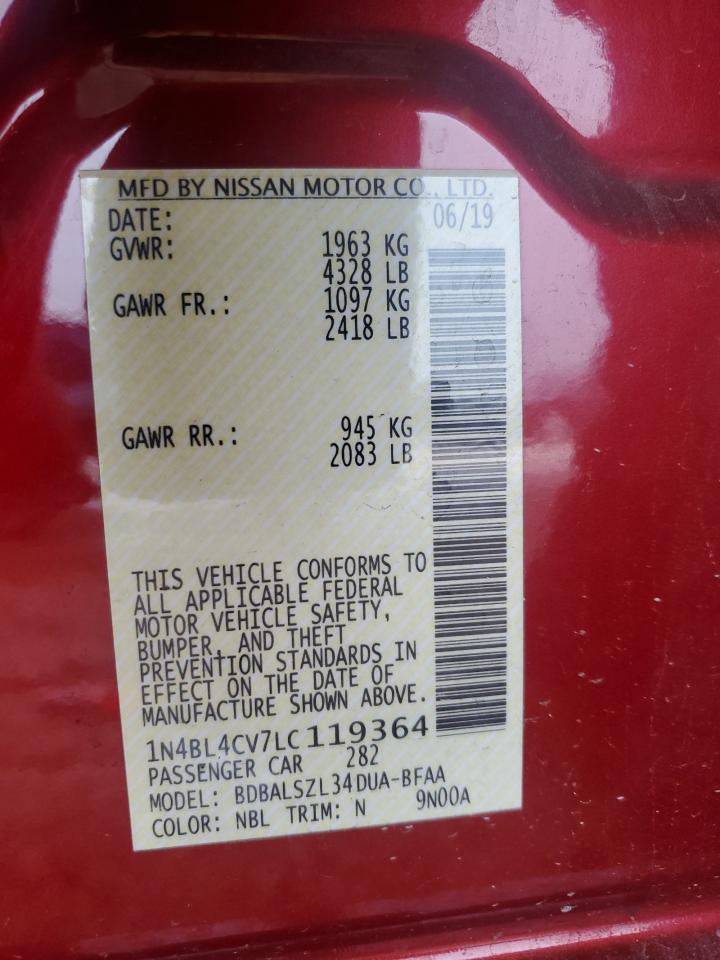 MFD BY NISSAN MOTOR CO., LTD.
DATE: 06/19
GVWR: 1963 KG
4328 LB
GAWR FR.: 1097 KG
2418 LB
GAWR RR.: 945 KG
2083 LB
THIS VEHICLE CONFORMS TO
ALL APPLICABLE FEDERAL
MOTOR VEHICLE SAFETY,
BUMPER, AND THEFT
PREVENTION STANDARDS IN
EFFECT ON THE DATE OF
MANUFACTURE SHOWN ABOVE.
1N4BL4CV7LC119364
PASSENGER CAR 282
MODEL: BDBALSZL34DUA-BFAA
COLOR: NBL TRIM: N 9N00A